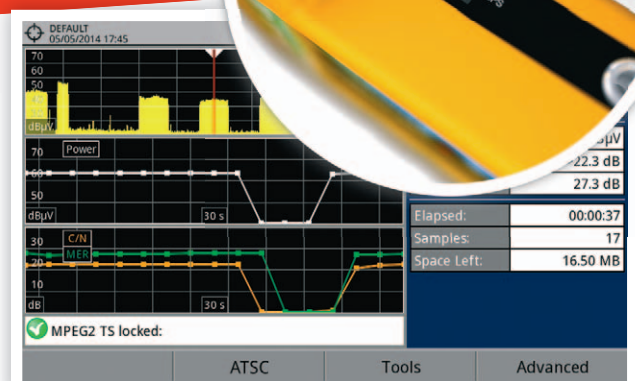 DEFAULT
05/05/2014 17:45
70
60
50
dBµV
70
Power
60
50
dBµV
30 s
30
C/N
MER
20
10
dB
30 s
MPEG2 TS locked:
22.3 dB
27.3 dB
Elapsed: 00:00:37
Samples: 17
Space Left: 16.50 MB
ATSC Tools Advanced